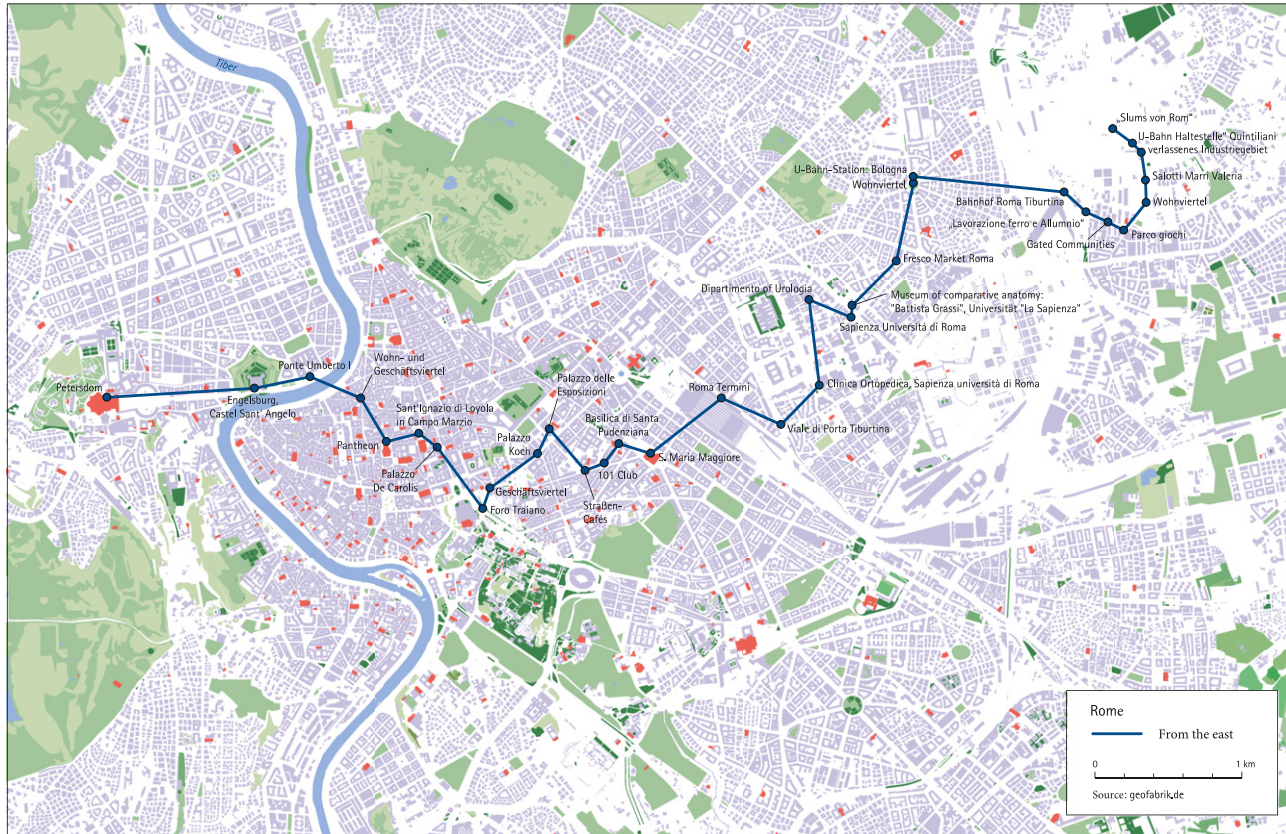 Tiber
„Slums von Rom"
U-Bahn Haltestelle" Quintiliani
verlassenes Industriegebiet
Salotti Marri Valeria
Wohnviertel
Parco giochi
Gated Communities
„Lavorazione ferro e Allumnio"
Bahnhof Roma Tiburtina
U-Bahn-Station: Bologna
Wohnviertel
Fresco Market Roma
Museum of comparative anatomy:
"Battista Grassi", Universität "La Sapienza"
Sapienza Universitá di Roma
Dipartimento of Urologia
Clinica Ortopedica, Sapienza università di Roma
Viale di Porta Tiburtina
Roma Termini
S. Maria Maggiore
Basilica di Santa
Pudenziana
101 Club
Straßen-
Cafés
Palazzo delle
Esposizioni
Palazzo
Koch
Geschäftsviertel
Foro Traiano
Palazzo
De Carolis
Sant'Ignazio di Loyola
in Campo Marzio
Pantheon
Wohn- und
Geschäftsviertel
Ponte Umberto I
Engelsburg,
Castel Sant' Angelo
Petersdom
Rome
From the east
0 1 km
Source: geofabrik.de